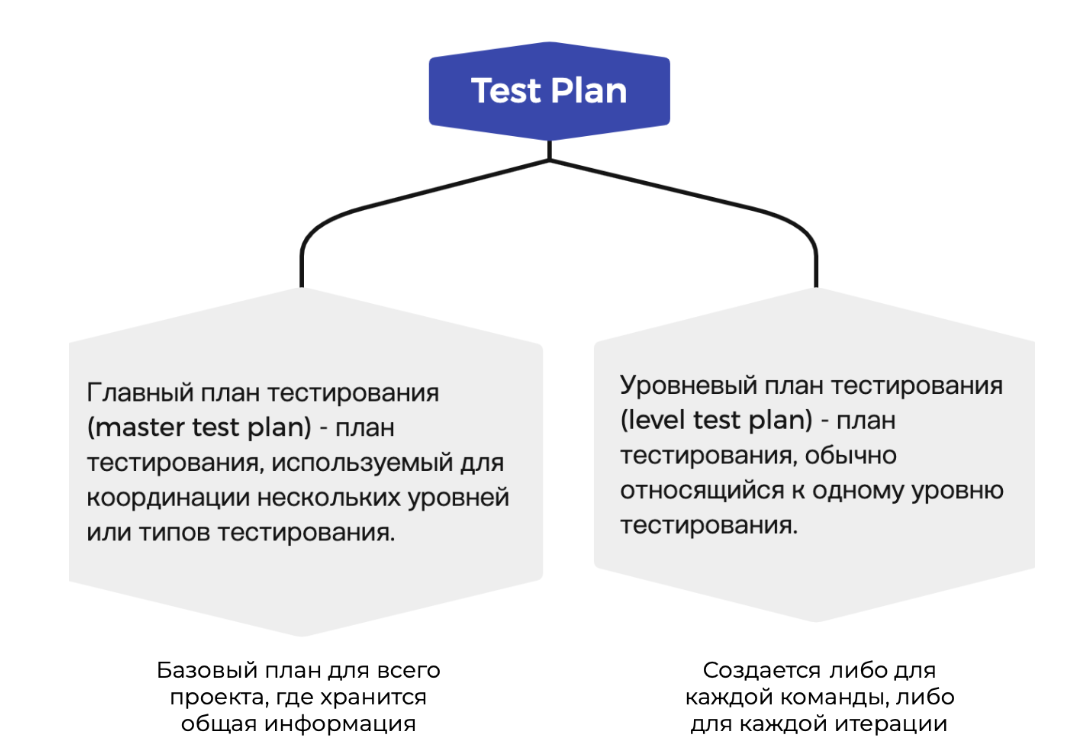 Test Plan
Главный план тестирования
(master test plan) - план
тестирования, используемый для
координации нескольких уровней
или типов тестирования.
Уровневый план тестирования
(level test plan) - план
тестирования, обычно
относящийся к одному уровню
тестирования.
Базовый план для всего
проекта, где хранится
общая информация
Создается либо для
каждой команды, либо
для каждой итерации